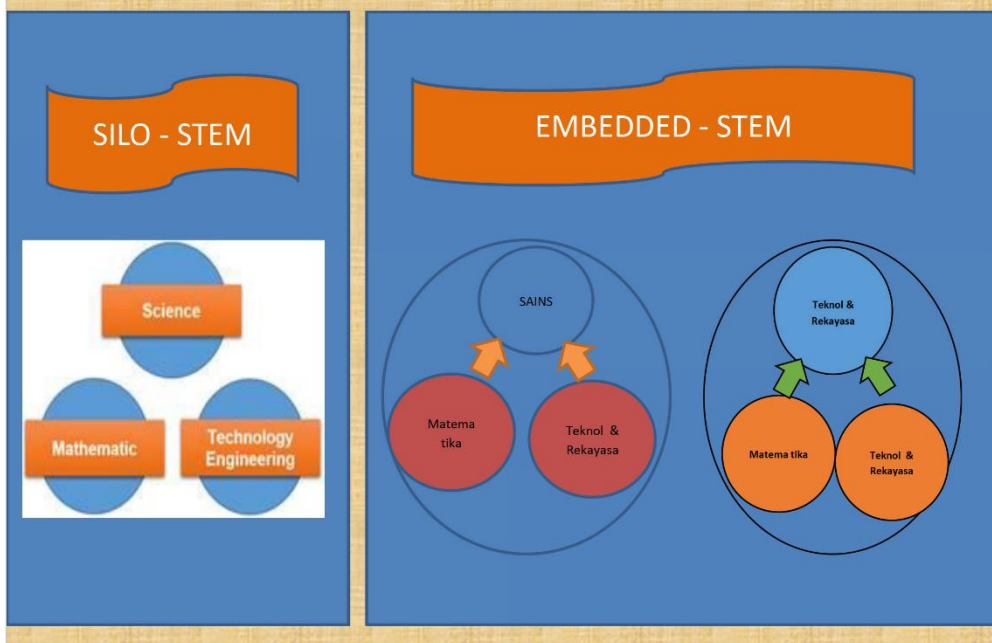 SILO - STEM
EMBEDDED - STEM
Science
Mathematic
Technology
Engineering
SAINS
Matema
tika
Teknol &
Rekayasa
Teknol &
Rekayasa
Matema tika
Teknol &
Rekayasa